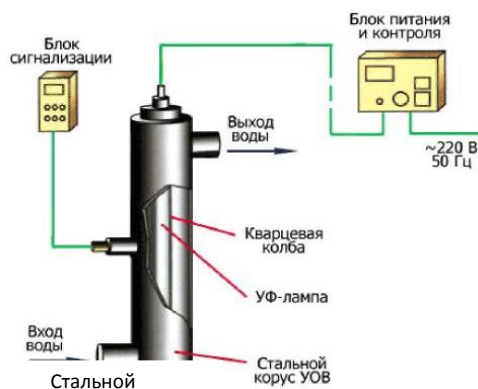 Блок
сигнализации
Блок питания
и контроля
Выход
воды
~220 В
50 Гц
Кварцевая
колба
УФ-лампа
Вход
воды
Стальной
корус УОВ
Стальной